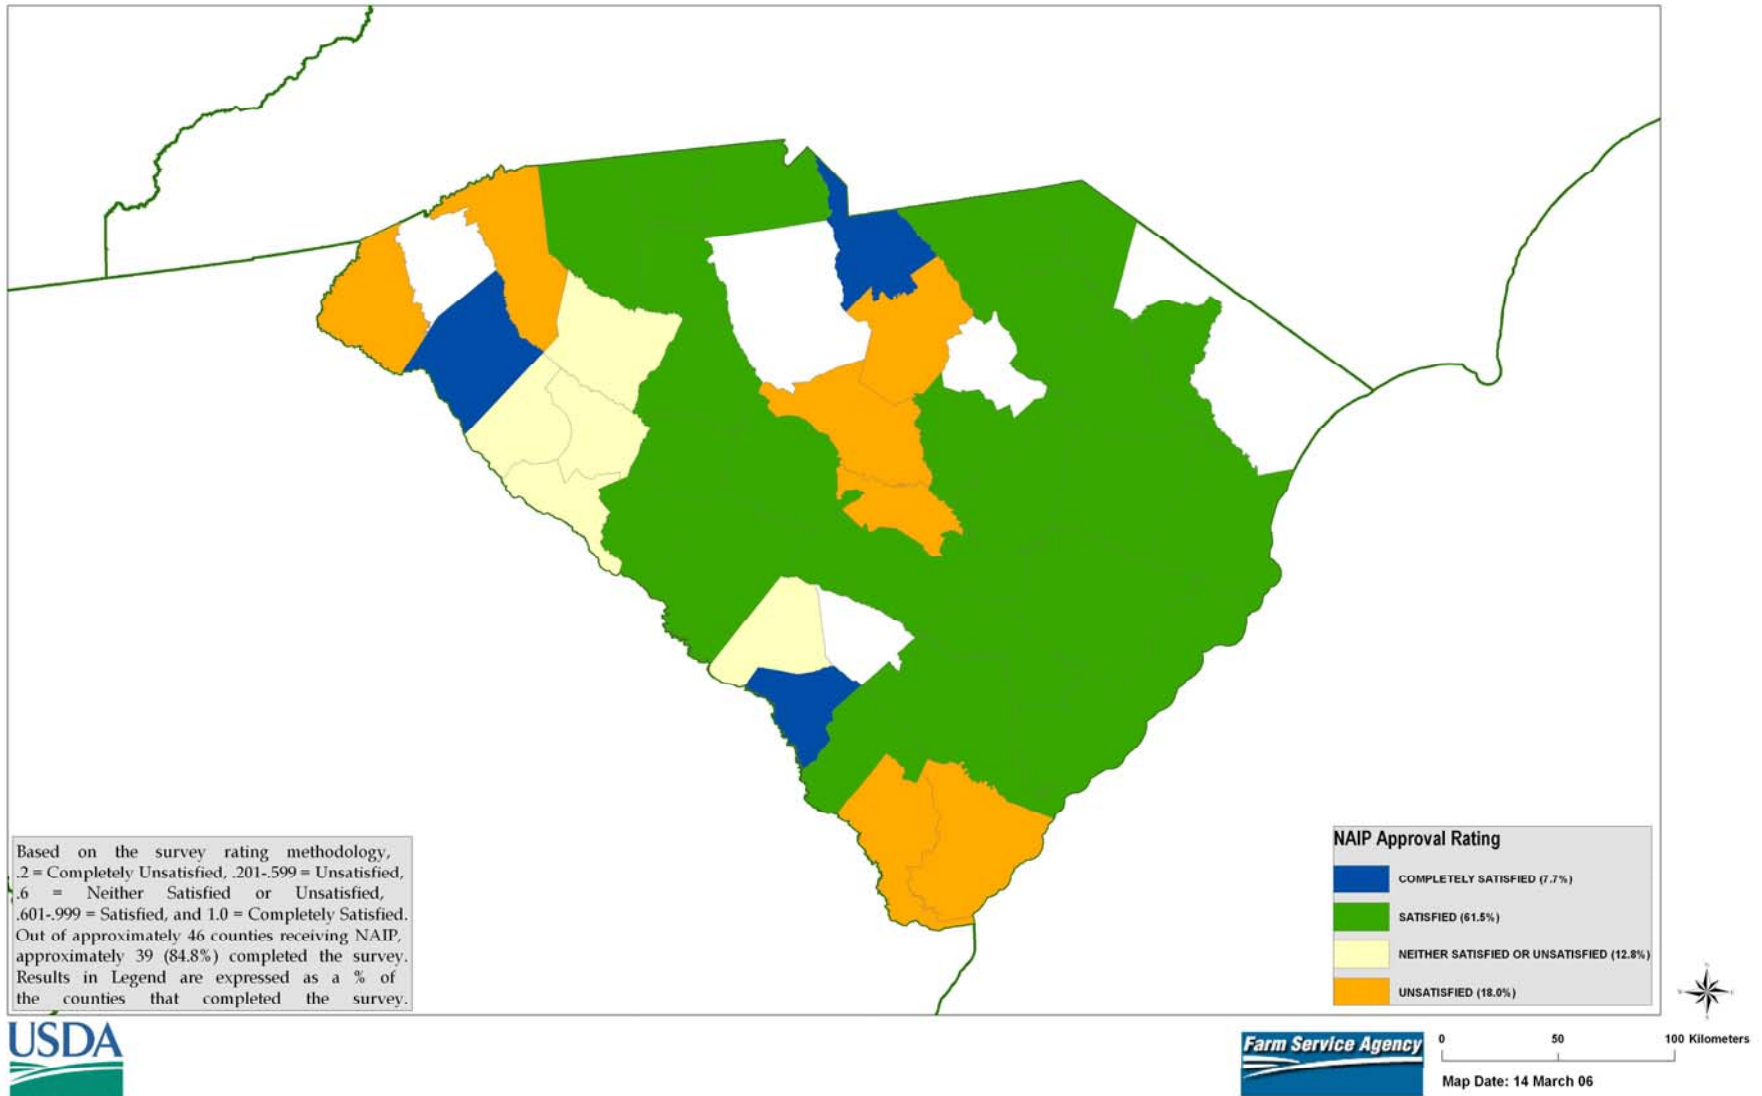 Based on the survey rating methodology,
.2 = Completely Unsatisfied, .201-.599 = Unsatisfied,
.6 = Neither Satisfied or Unsatisfied,
.601-.999 = Satisfied, and 1.0 = Completely Satisfied.
Out of approximately 46 counties receiving NAIP,
approximately 39 (84.8%) completed the survey.
Results in Legend are expressed as a % of
the counties that completed the survey.
NAIP Approval Rating
COMPLETELY SATISFIED (7.7%)
SATISFIED (61.5%)
NEITHER SATISFIED OR UNSATISFIED (12.8%)
UNSATISFIED (18.0%)
USDA
Farm Service Agency
0 50 100 Kilometers
Map Date: 14 March 06